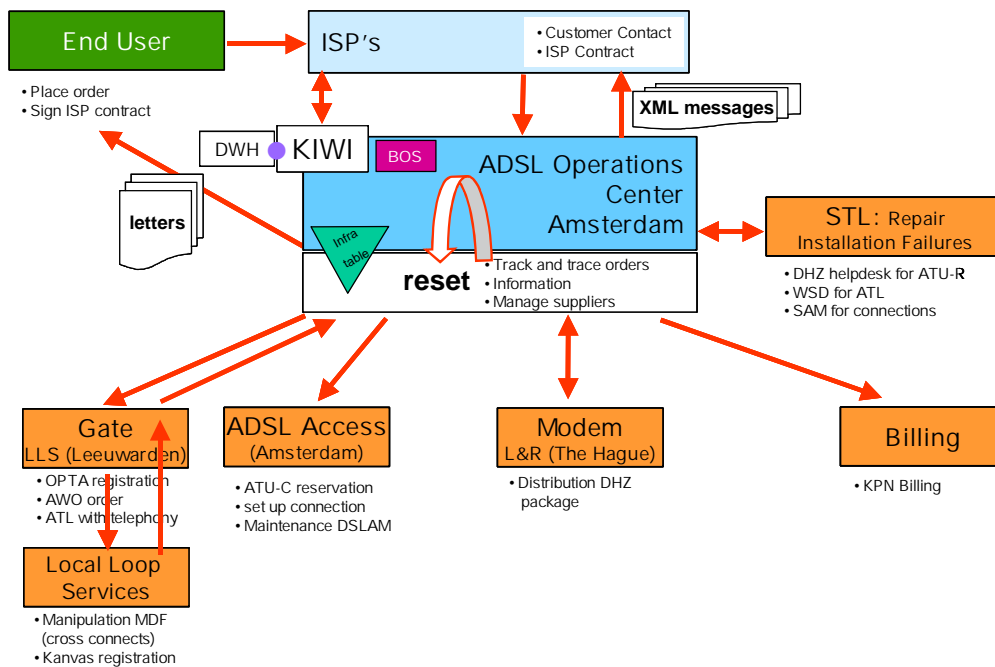 End User
ISP's
• Customer Contact
• ISP Contract
• Place order
• Sign ISP contract
XML messages
DWH
KIWI
BOS
ADSL Operations
Center
Amsterdam
letters
Infra
table
reset
• Track and trace orders
• Information
• Manage suppliers
STL: Repair
Installation Failures
• DHZ helpdesk for ATU-R
• WSD for ATL
• SAM for connections
Gate
LLS (Leeuwarden)
• OPTA registration
• AWO order
• ATL with telephony
ADSL Access
(Amsterdam)
• ATU-C reservation
• set up connection
• Maintenance DSLAM
Modem
L&R (The Hague)
• Distribution DHZ
package
Billing
• KPN Billing
Local Loop
Services
• Manipulation MDF
(cross connects)
• Kanvas registration